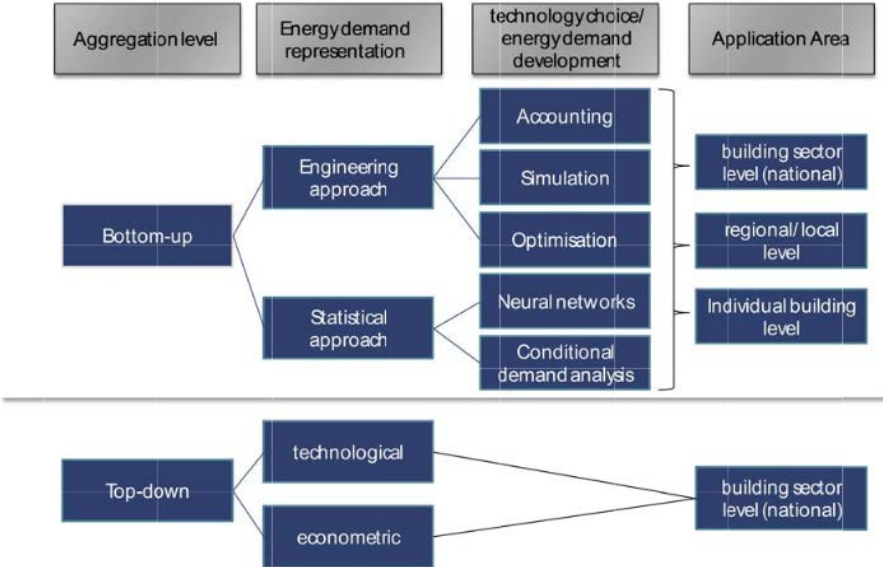 Aggregation level
Energy demand
representation
technology choice/
energy demand
development
Application Area
Bottom-up
Engineering
approach
Statistical
approach
Accounting
Simulation
Optimisation
Neural networks
Conditional
demand analysis
building sector
level (national)
regional/ local
level
Individual building
level
Top-down
technological
econometric
building sector
level (national)